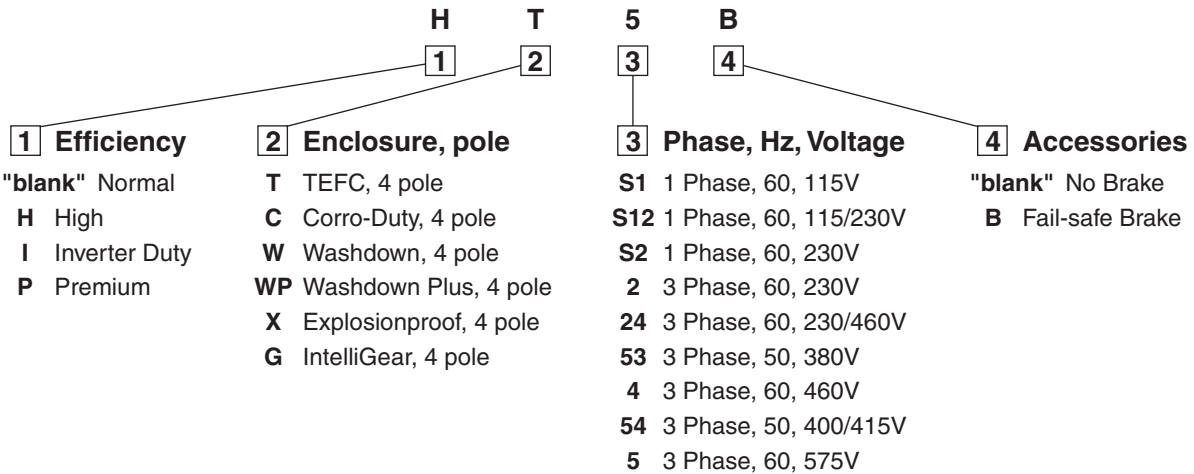 H T 5 B
1 2 3 4
1 Efficiency
"blank" Normal
H High
I Inverter Duty
P Premium
2 Enclosure, pole
T TEFC, 4 pole
C Corro-Duty, 4 pole
W Washdown, 4 pole
WP Washdown Plus, 4 pole
X Explosionproof, 4 pole
G IntelliGear, 4 pole
3 Phase, Hz, Voltage
S1 1 Phase, 60, 115V
S12 1 Phase, 60, 115/230V
S2 1 Phase, 60, 230V
2 3 Phase, 60, 230V
24 3 Phase, 60, 230/460V
53 3 Phase, 50, 380V
4 3 Phase, 60, 460V
54 3 Phase, 50, 400/415V
5 3 Phase, 60, 575V
4 Accessories
"blank" No Brake
B Fail-safe Brake